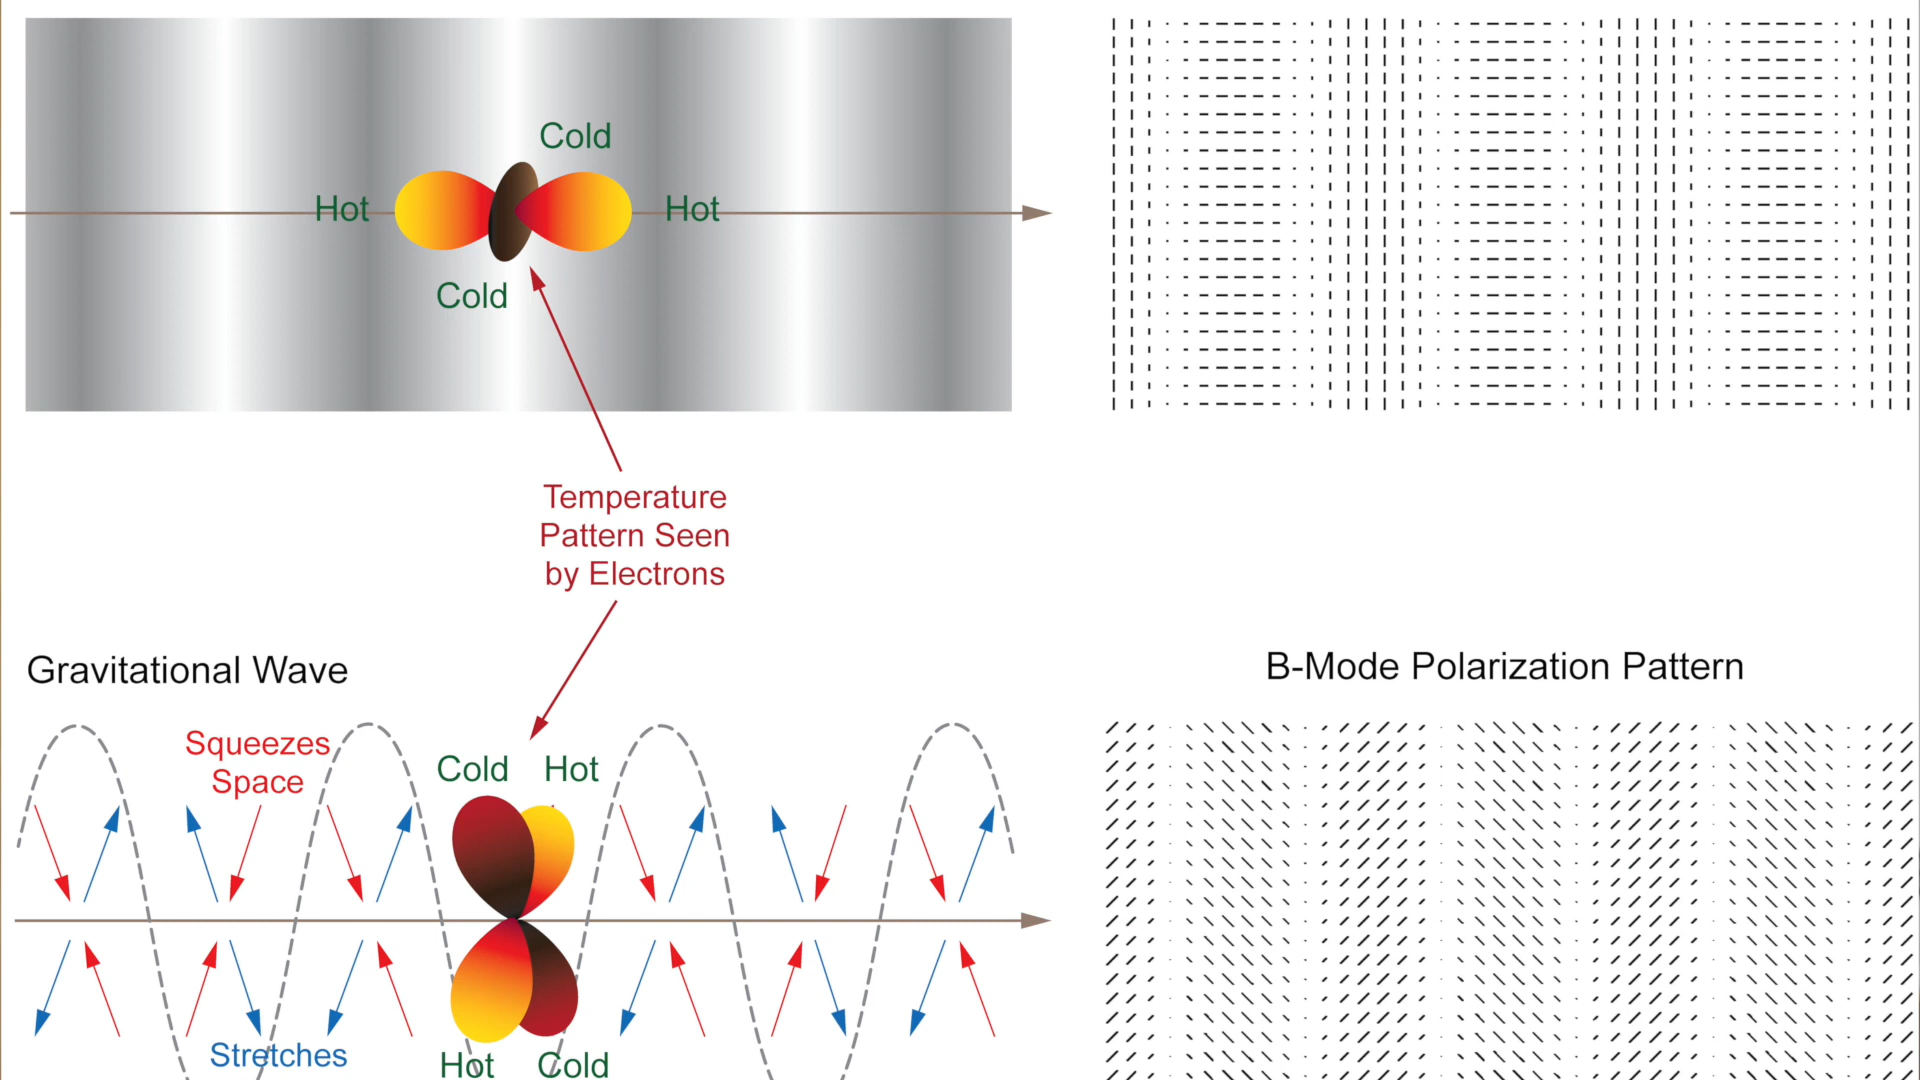 Cold
Hot
Hot
Cold
Temperature
Pattern Seen
by Electrons
Gravitational Wave
B-Mode Polarization Pattern
Squeezes
Space
Cold
Hot
Stretches
Hot
Cold